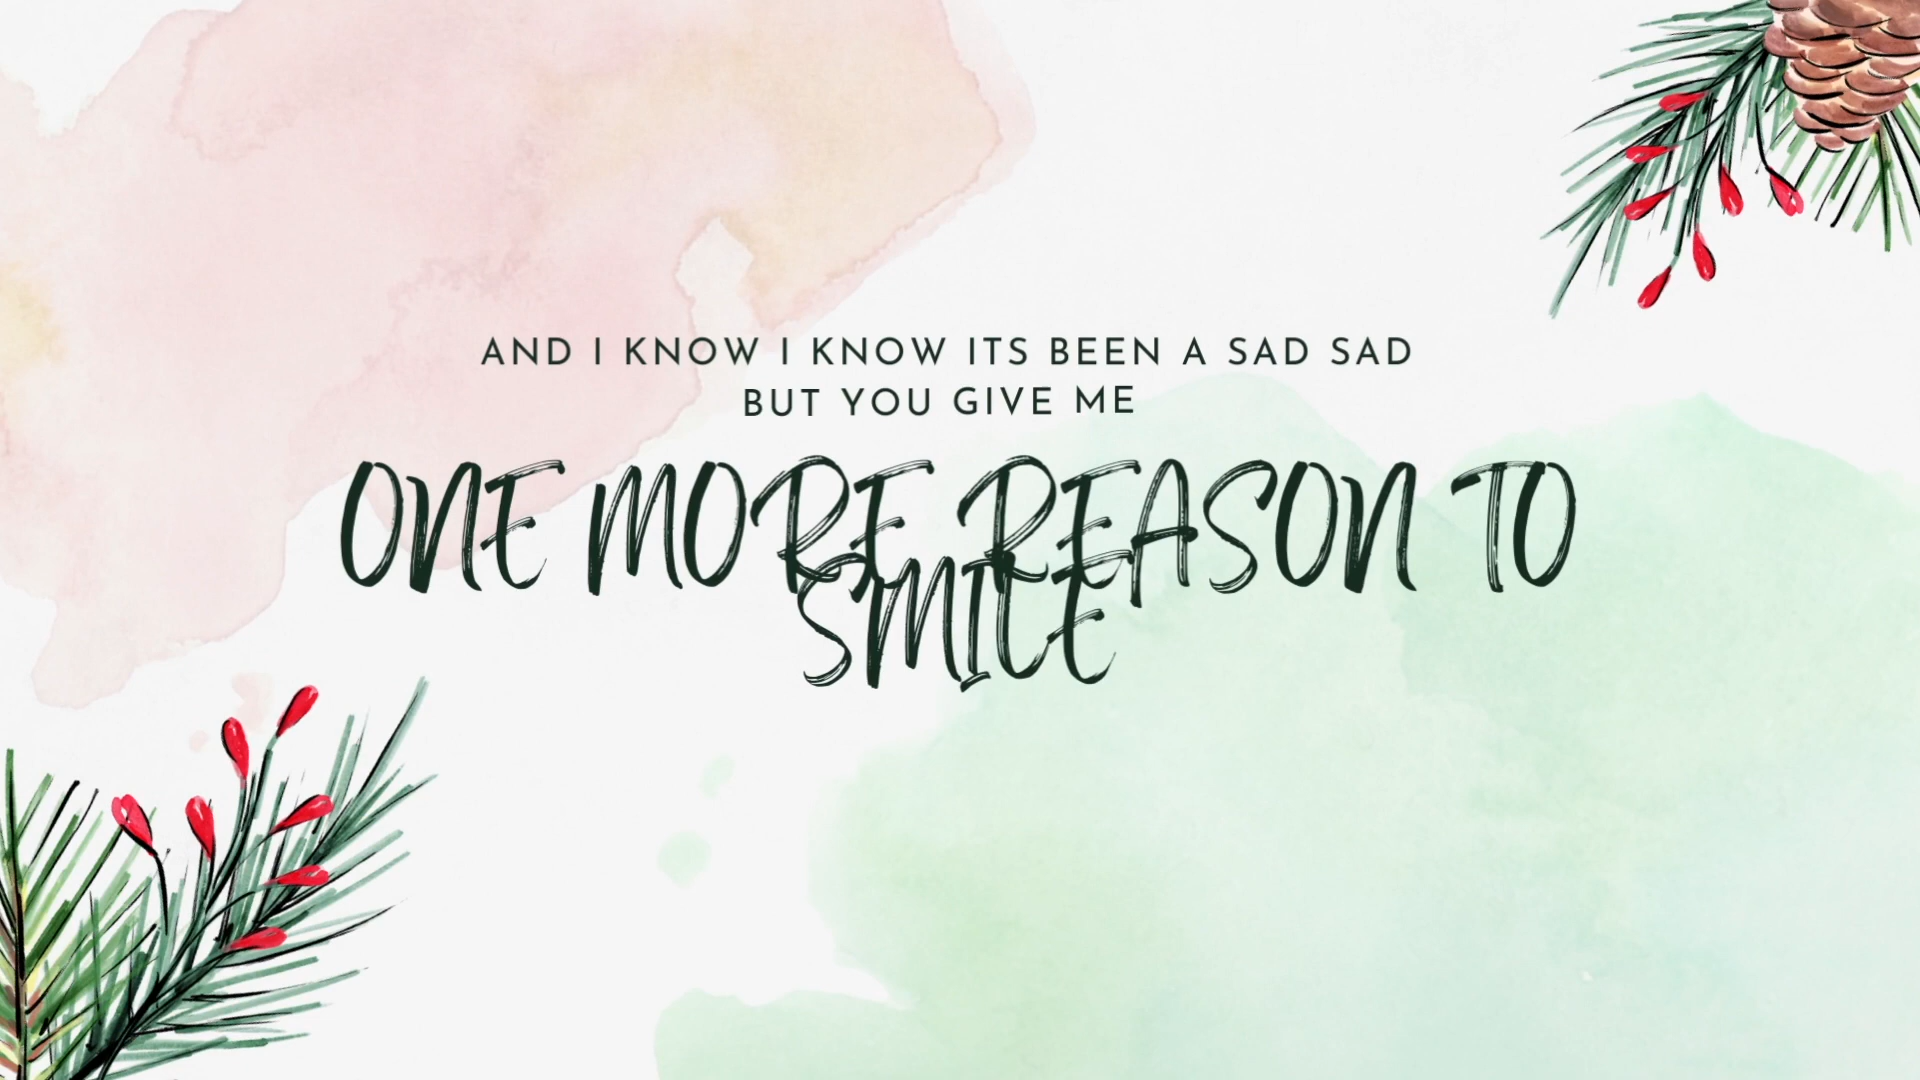 AND I KNOW I KNOW ITS BEEN A SAD SAD
BUT YOU GIVE ME
ONE MORE REASON TO
SMILE